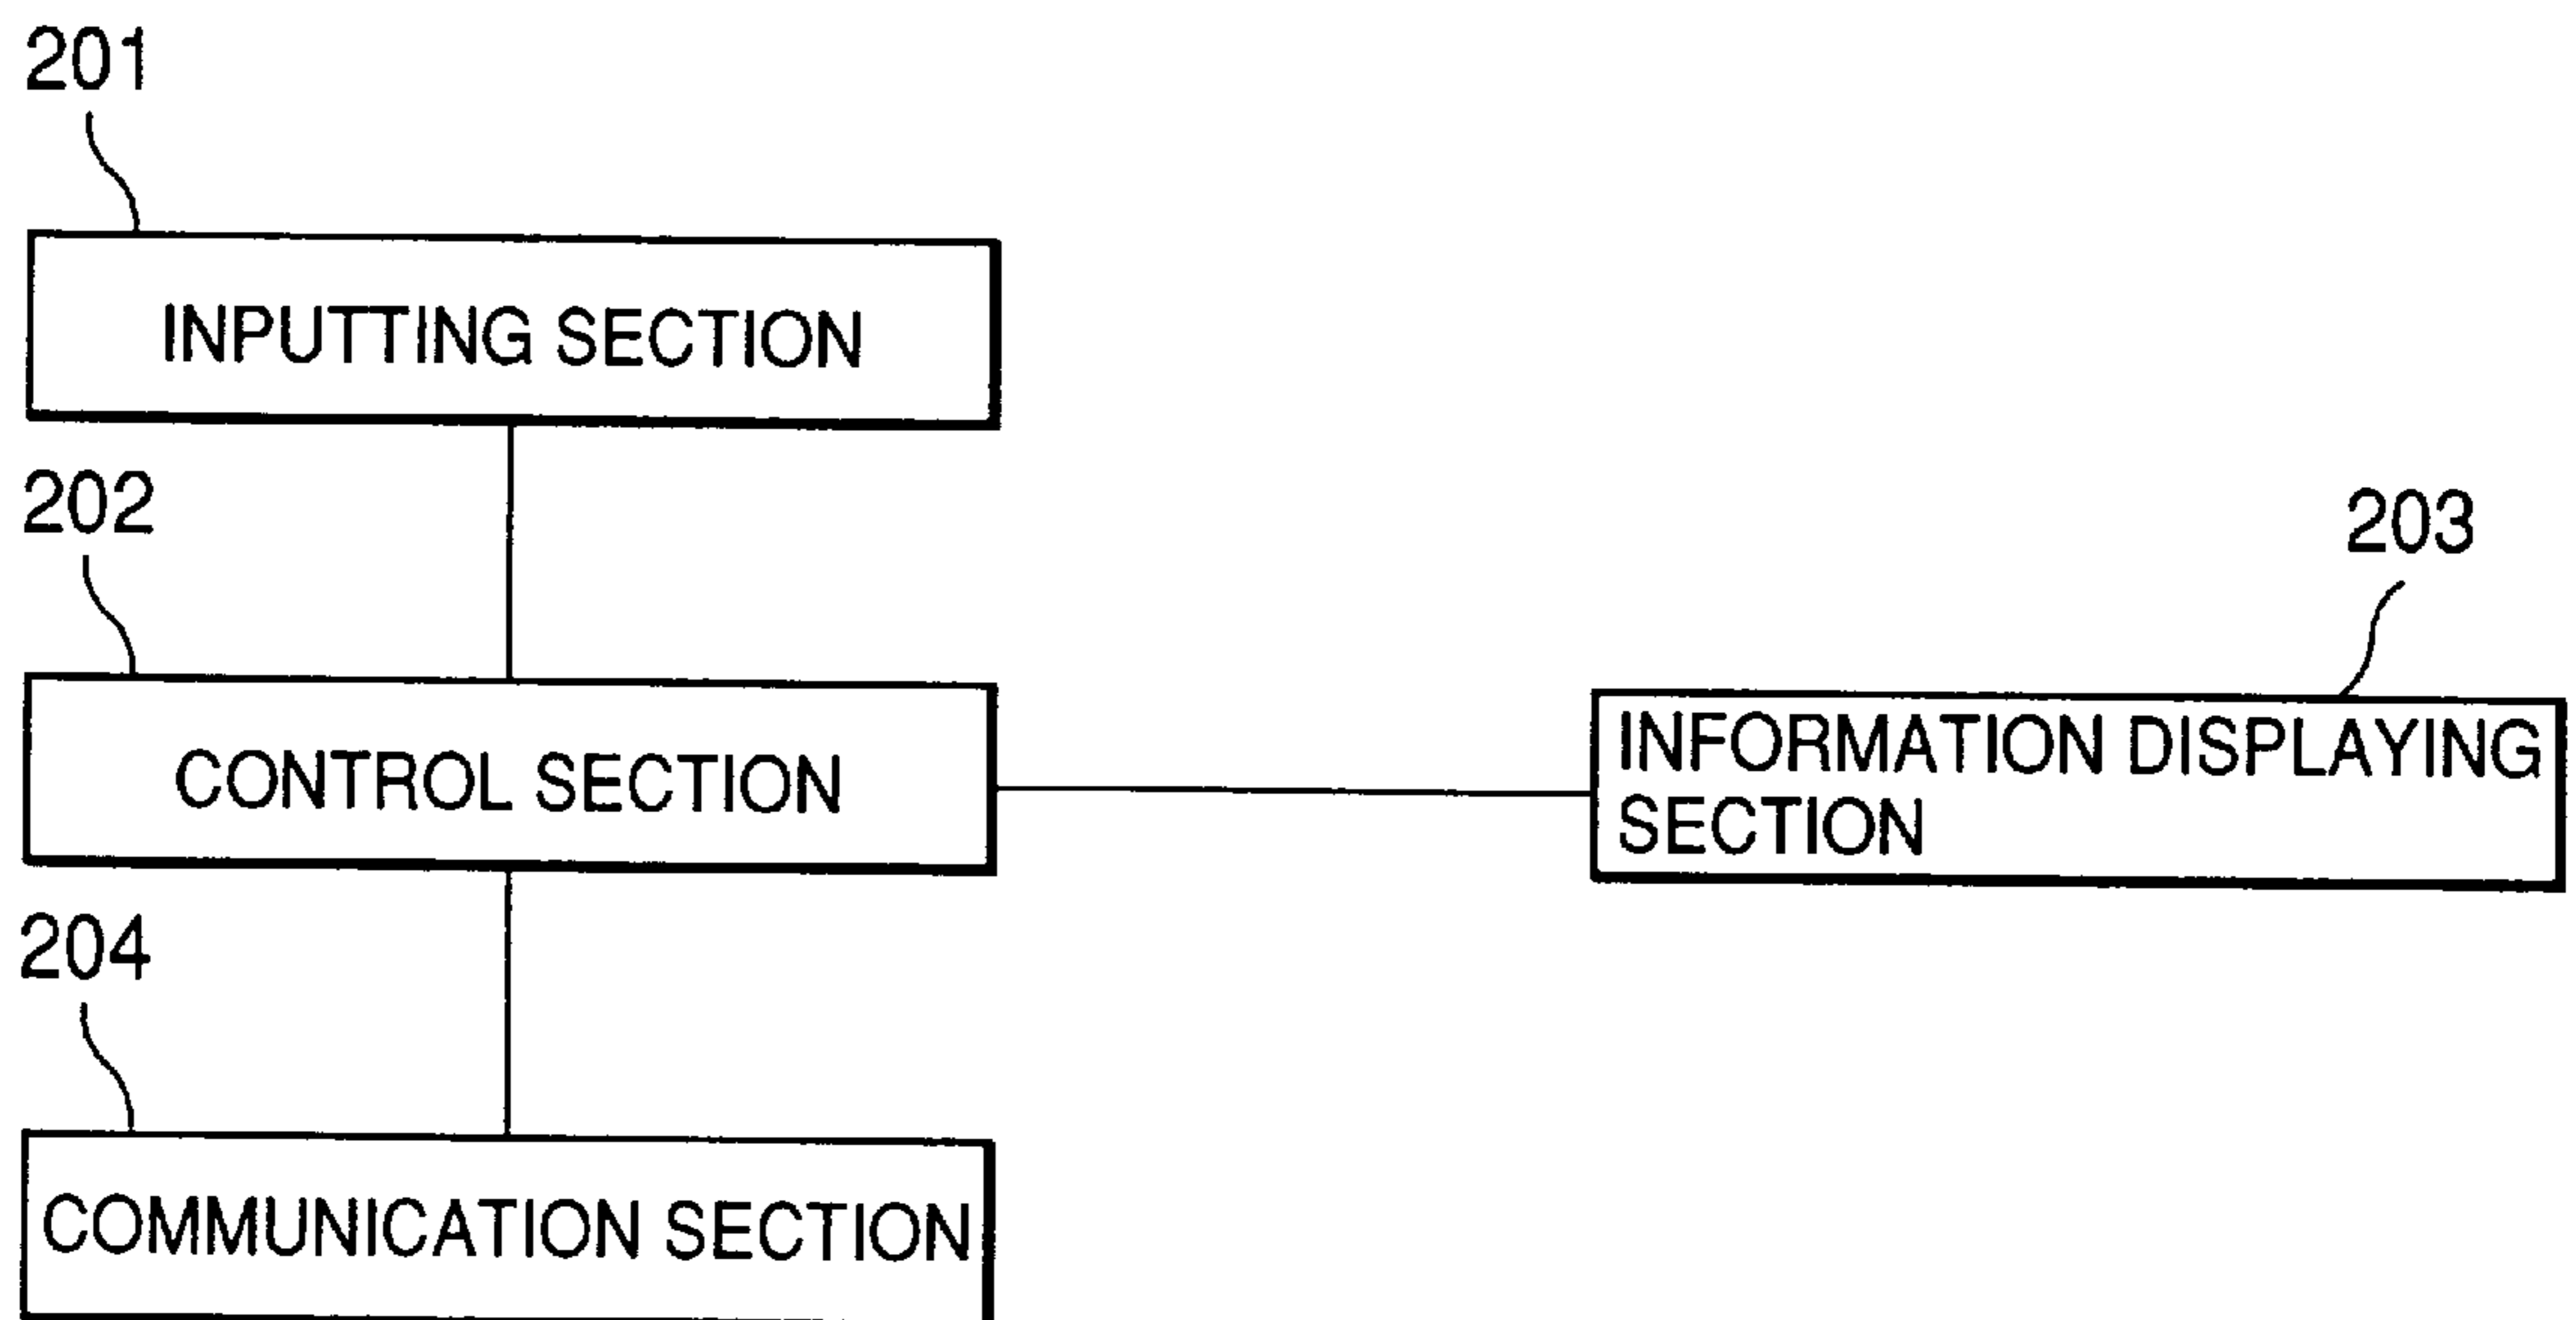 201
INPUTTING SECTION
202
203
CONTROL SECTION
INFORMATION DISPLAYING
SECTION
204
COMMUNICATION SECTION